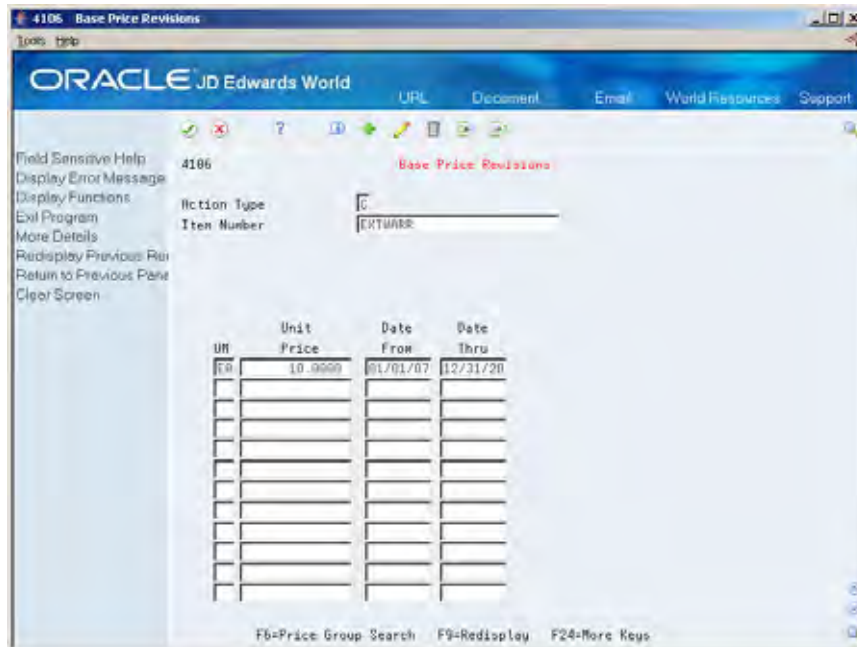 4106 Base Price Revisions
Tools Help
ORACLE JD Edwards World
URL Document Email World Resources Support
Field Sensitive Help
Display Error Message
Display Functions
Exit Program
More Details
Redisplay Previous Rei
Return to Previous Pane
Clear Screen
4106 Base Price Revisions
Action Type C
Item Number EXTWARR
Unit Date Date
UM Price From Thru
EA 10.0000 01/01/07 12/31/20
F6=Price Group Search F9=Redisplay F24=More Keys